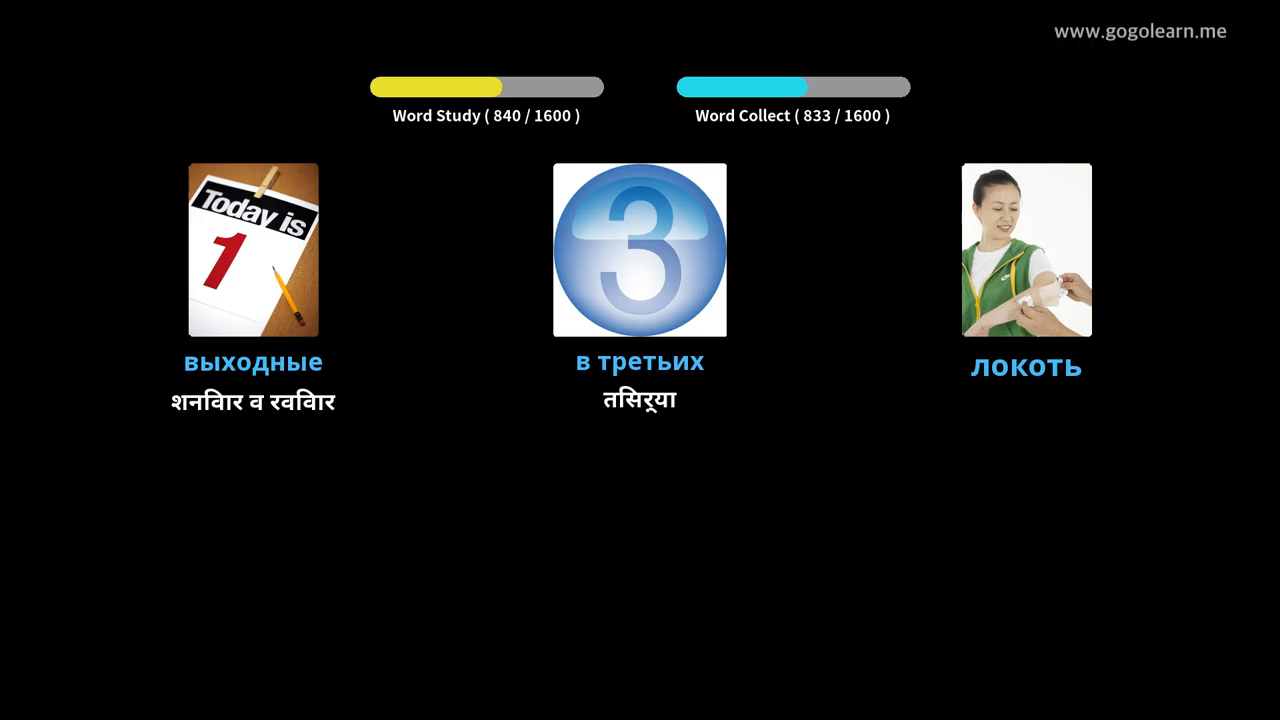 www.gogolearn.me
Word Study ( 840 / 1600 )
Word Collect ( 833 / 1600 )
Today is
1
3
выходные
в третьих
локоть
शनिवार व रविवार
तिसऱ्या